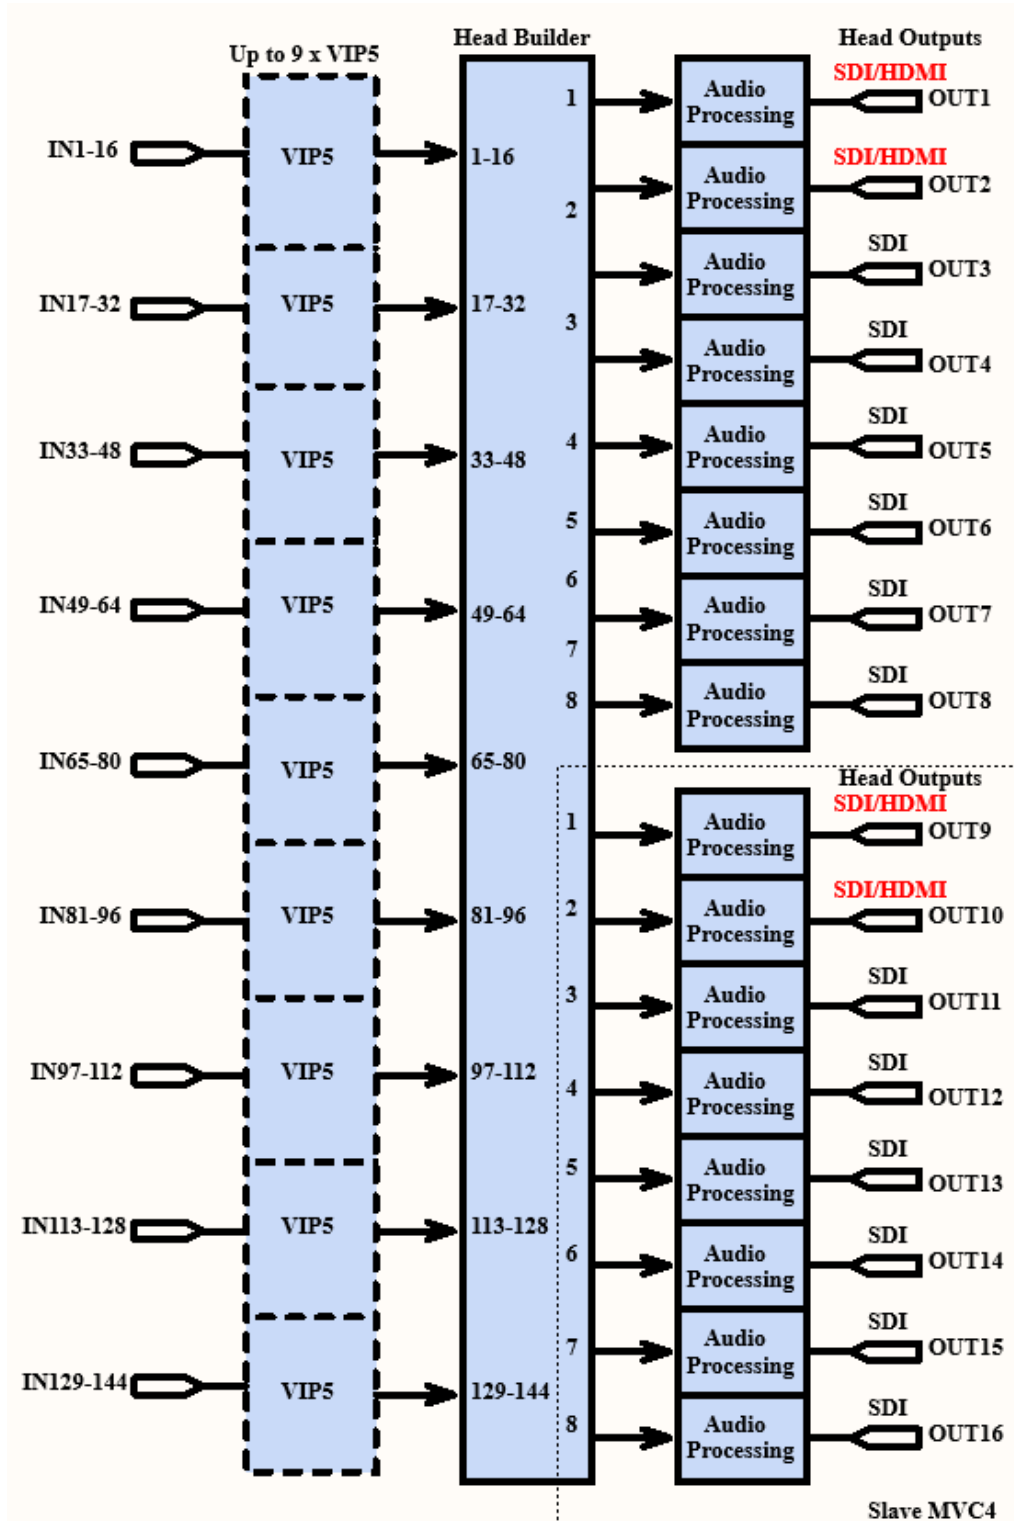 Up to 9 x VIP5
Head Builder
Head Outputs
IN1-16
VIP5
1-16
IN17-32
VIP5
17-32
IN33-48
VIP5
33-48
IN49-64
VIP5
49-64
IN65-80
VIP5
65-80
IN81-96
VIP5
81-96
IN97-112
VIP5
97-112
IN113-128
VIP5
113-128
IN129-144
VIP5
129-144
1
Audio
Processing
SDI/HDMI
OUT1
2
Audio
Processing
SDI/HDMI
OUT2
3
Audio
Processing
SDI
OUT3
4
Audio
Processing
SDI
OUT4
5
Audio
Processing
SDI
OUT5
6
Audio
Processing
SDI
OUT6
7
Audio
Processing
SDI
OUT7
8
Audio
Processing
SDI
OUT8
Head Outputs
1
Audio
Processing
SDI/HDMI
OUT9
2
Audio
Processing
SDI/HDMI
OUT10
3
Audio
Processing
SDI
OUT11
4
Audio
Processing
SDI
OUT12
5
Audio
Processing
SDI
OUT13
6
Audio
Processing
SDI
OUT14
7
Audio
Processing
SDI
OUT15
8
Audio
Processing
SDI
OUT16
Slave MVC4